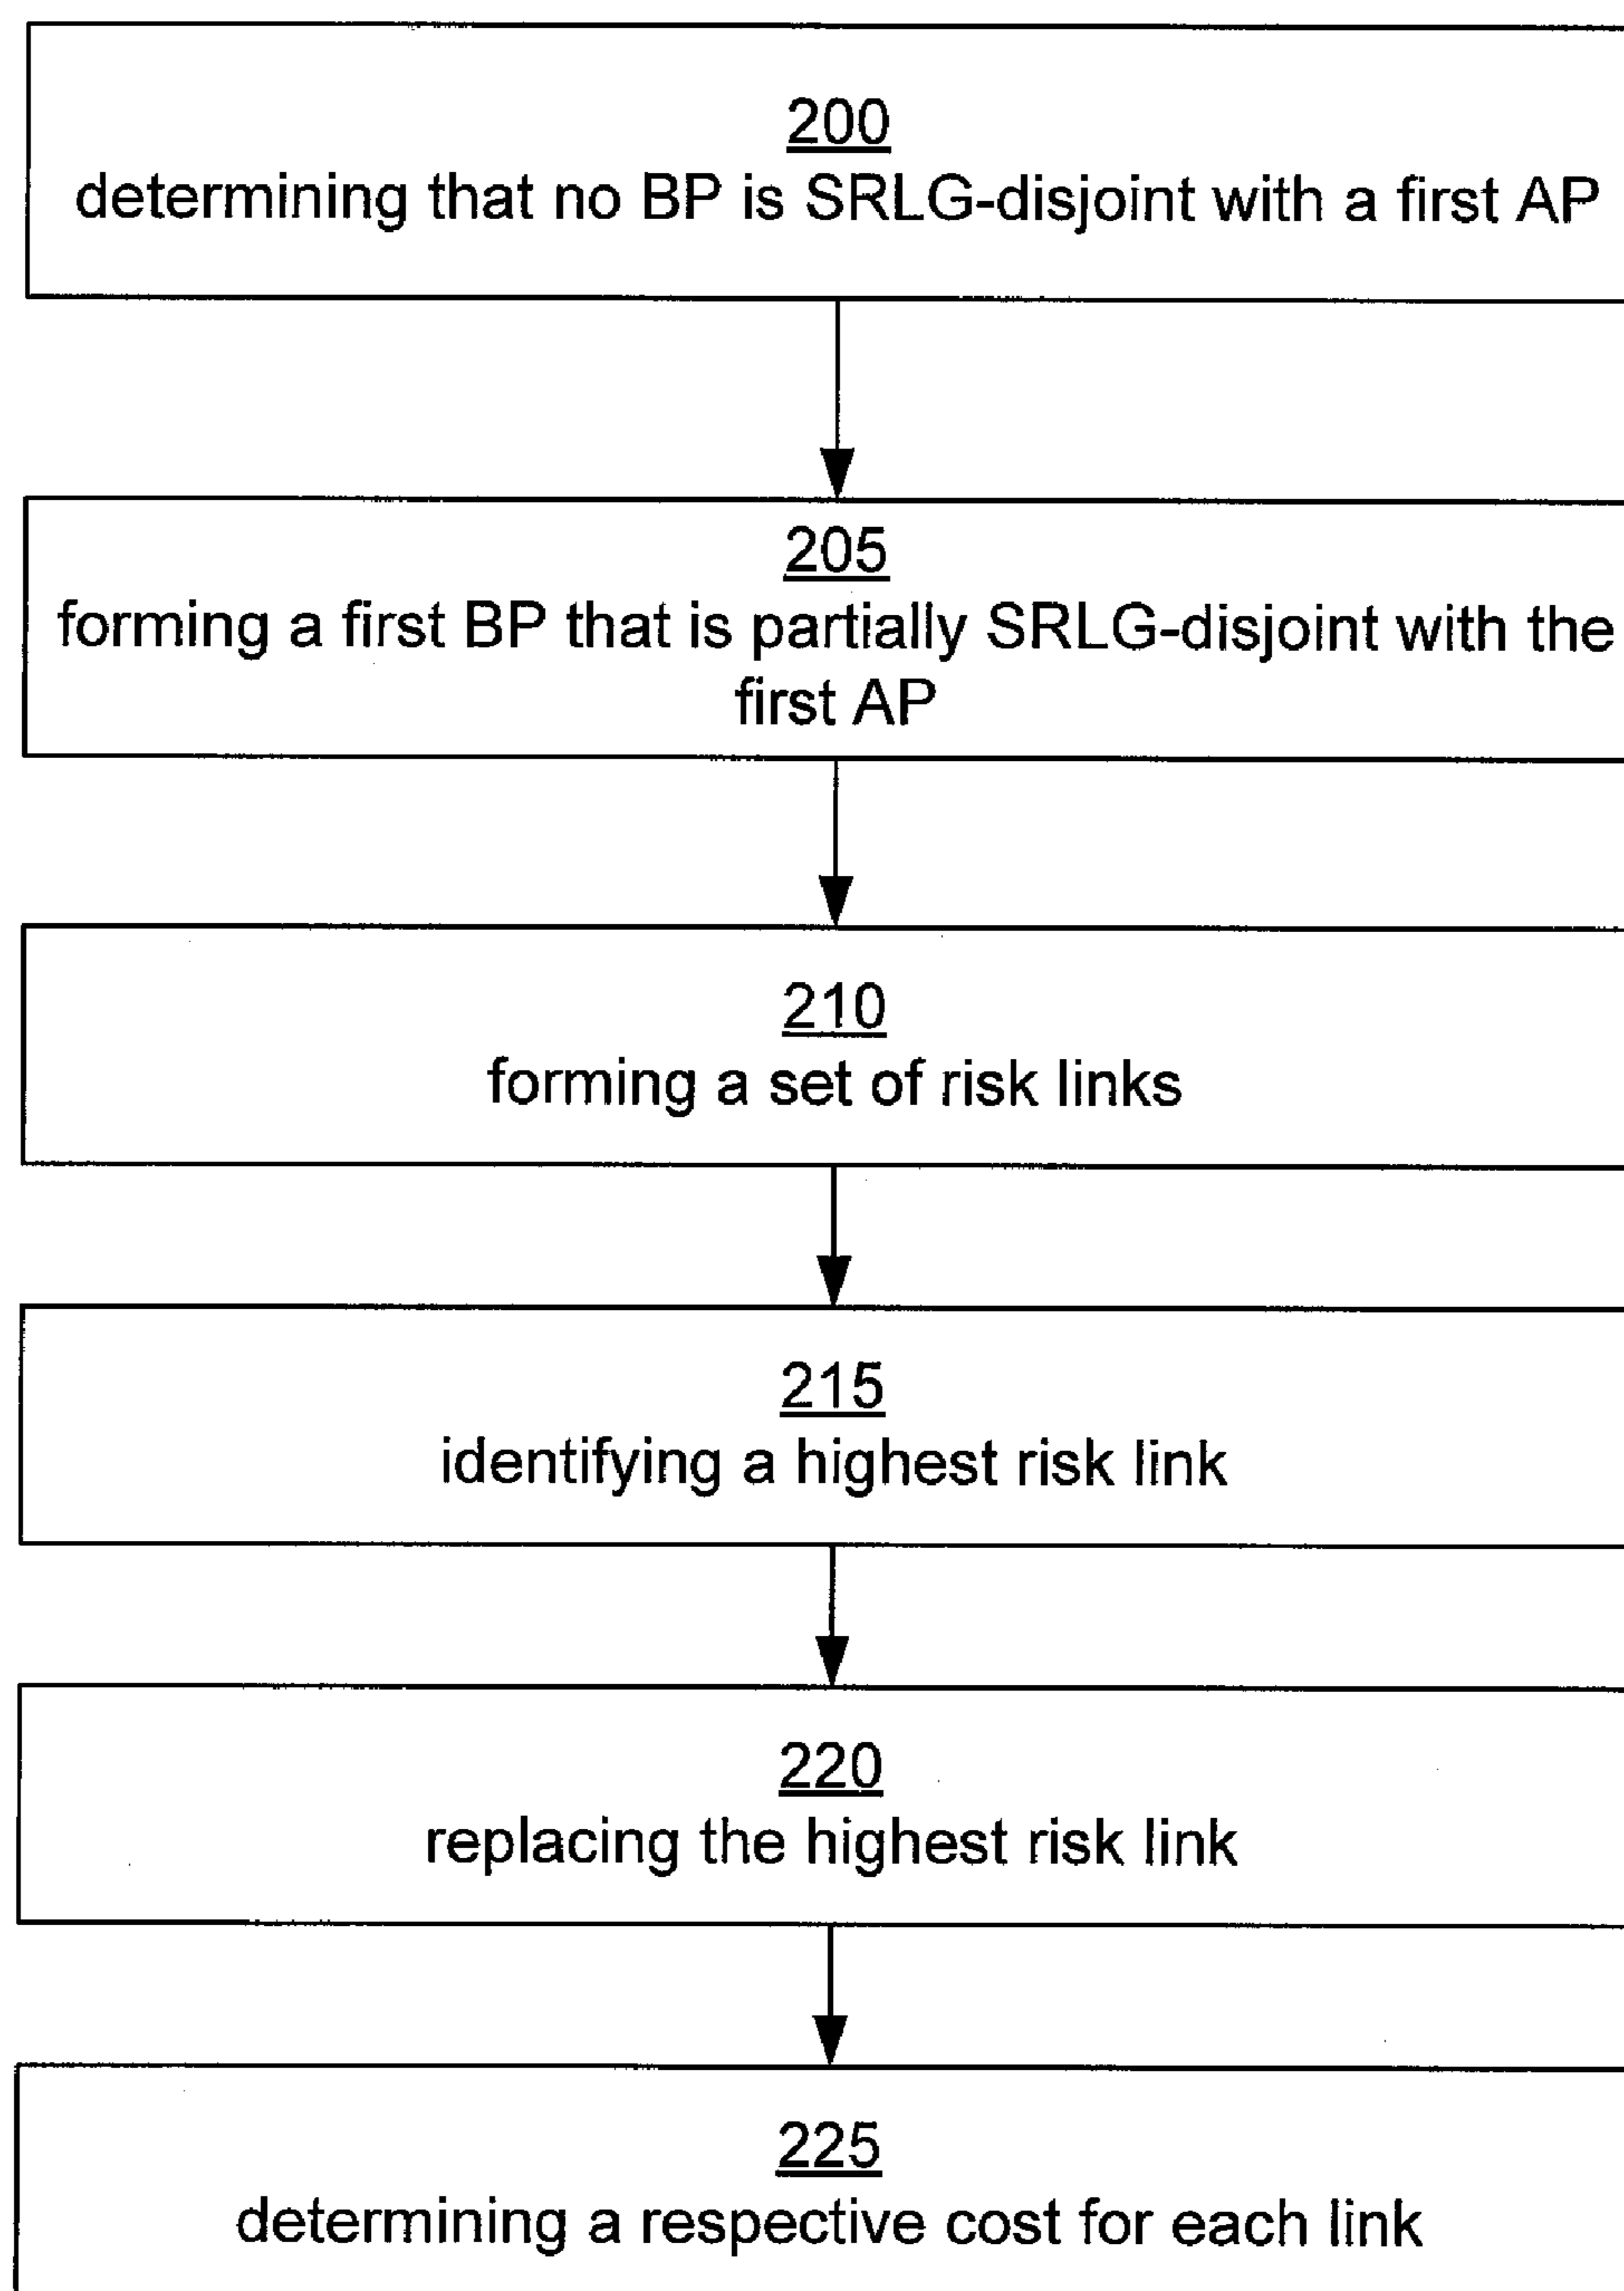 200
determining that no BP is SRLG-disjoint with a first AP
205
forming a first BP that is partially SRLG-disjoint with the
first AP
210
forming a set of risk links
215
identifying a highest risk link
220
replacing the highest risk link
225
determining a respective cost for each link